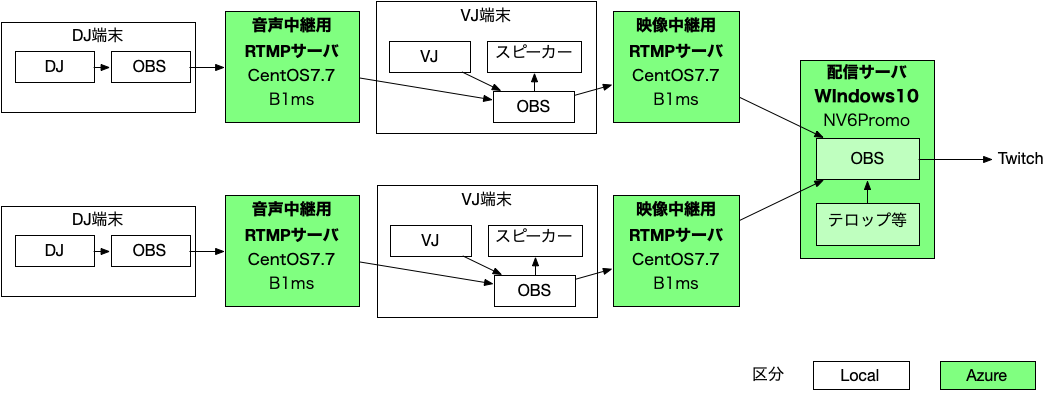 DJ端末
DJ
OBS
音声中継用
RTMPサーバ
CentOS7.7
B1ms
VJ端末
VJ
スピーカー
OBS
映像中継用
RTMPサーバ
CentOS7.7
B1ms
配信サーバ
WIndows10
NV6Promo
OBS
テロップ等
Twitch
DJ端末
DJ
OBS
音声中継用
RTMPサーバ
CentOS7.7
B1ms
VJ端末
VJ
スピーカー
OBS
映像中継用
RTMPサーバ
CentOS7.7
B1ms
区分
Local
Azure